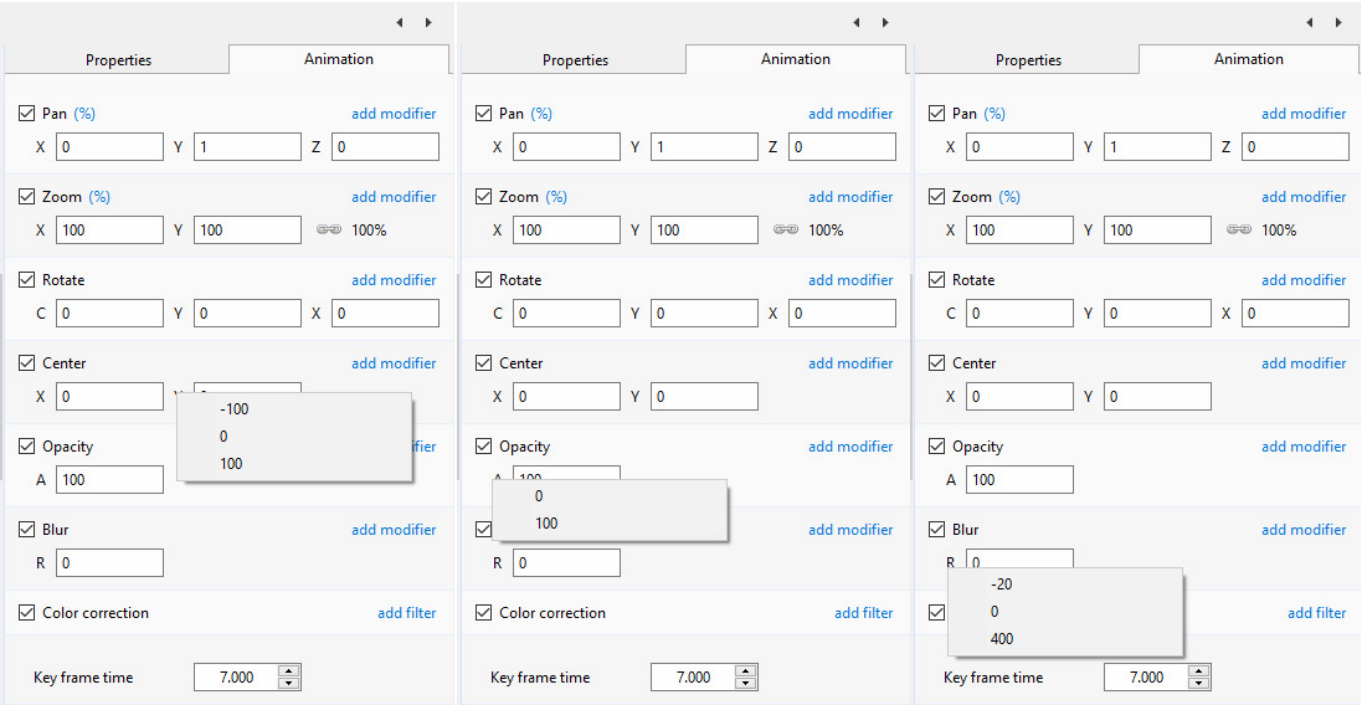 Properties Animation
Pan (%) add modifier
X 0 Y 1 Z 0
Zoom (%) add modifier
X 100 Y 100 100%
Rotate add modifier
C 0 Y 0 X 0
Center add modifier
X 0
-100
0
100
Opacity
A 100
Blur add modifier
R 0
Color correction add filter
Key frame time 7.000
Properties Animation
Pan (%) add modifier
X 0 Y 1 Z 0
Zoom (%) add modifier
X 100 Y 100 100%
Rotate add modifier
C 0 Y 0 X 0
Center add modifier
X 0 Y 0
Opacity add modifier
A 100
0
100
add modifier
R 0
Color correction add filter
Key frame time 7.000
Properties Animation
Pan (%) add modifier
X 0 Y 1 Z 0
Zoom (%) add modifier
X 100 Y 100 100%
Rotate add modifier
C 0 Y 0 X 0
Center add modifier
X 0 Y 0
Opacity add modifier
A 100
Blur add modifier
R 0
-20
0
400
add filter
Key frame time 7.000